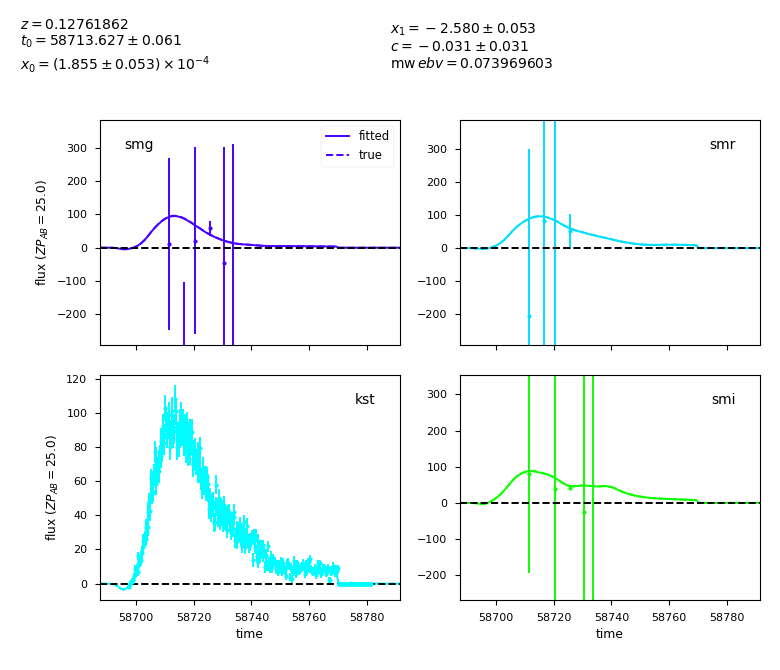 z = 0.12761862
t₀ = 58713.627 ± 0.061
x₀ = (1.855 ± 0.053) × 10⁻⁴
x₁ = −2.580 ± 0.053
c = −0.031 ± 0.031
mw ebv = 0.073969603
smg
fitted
true
300
200
100
0
−100
−200
flux (ZP_AB = 25.0)
smr
300
200
100
0
−100
−200
kst
120
100
80
60
40
20
0
flux (ZP_AB = 25.0)
58700 58720 58740 58760 58780
time
smi
300
200
100
0
−100
−200
58700 58720 58740 58760 58780
time